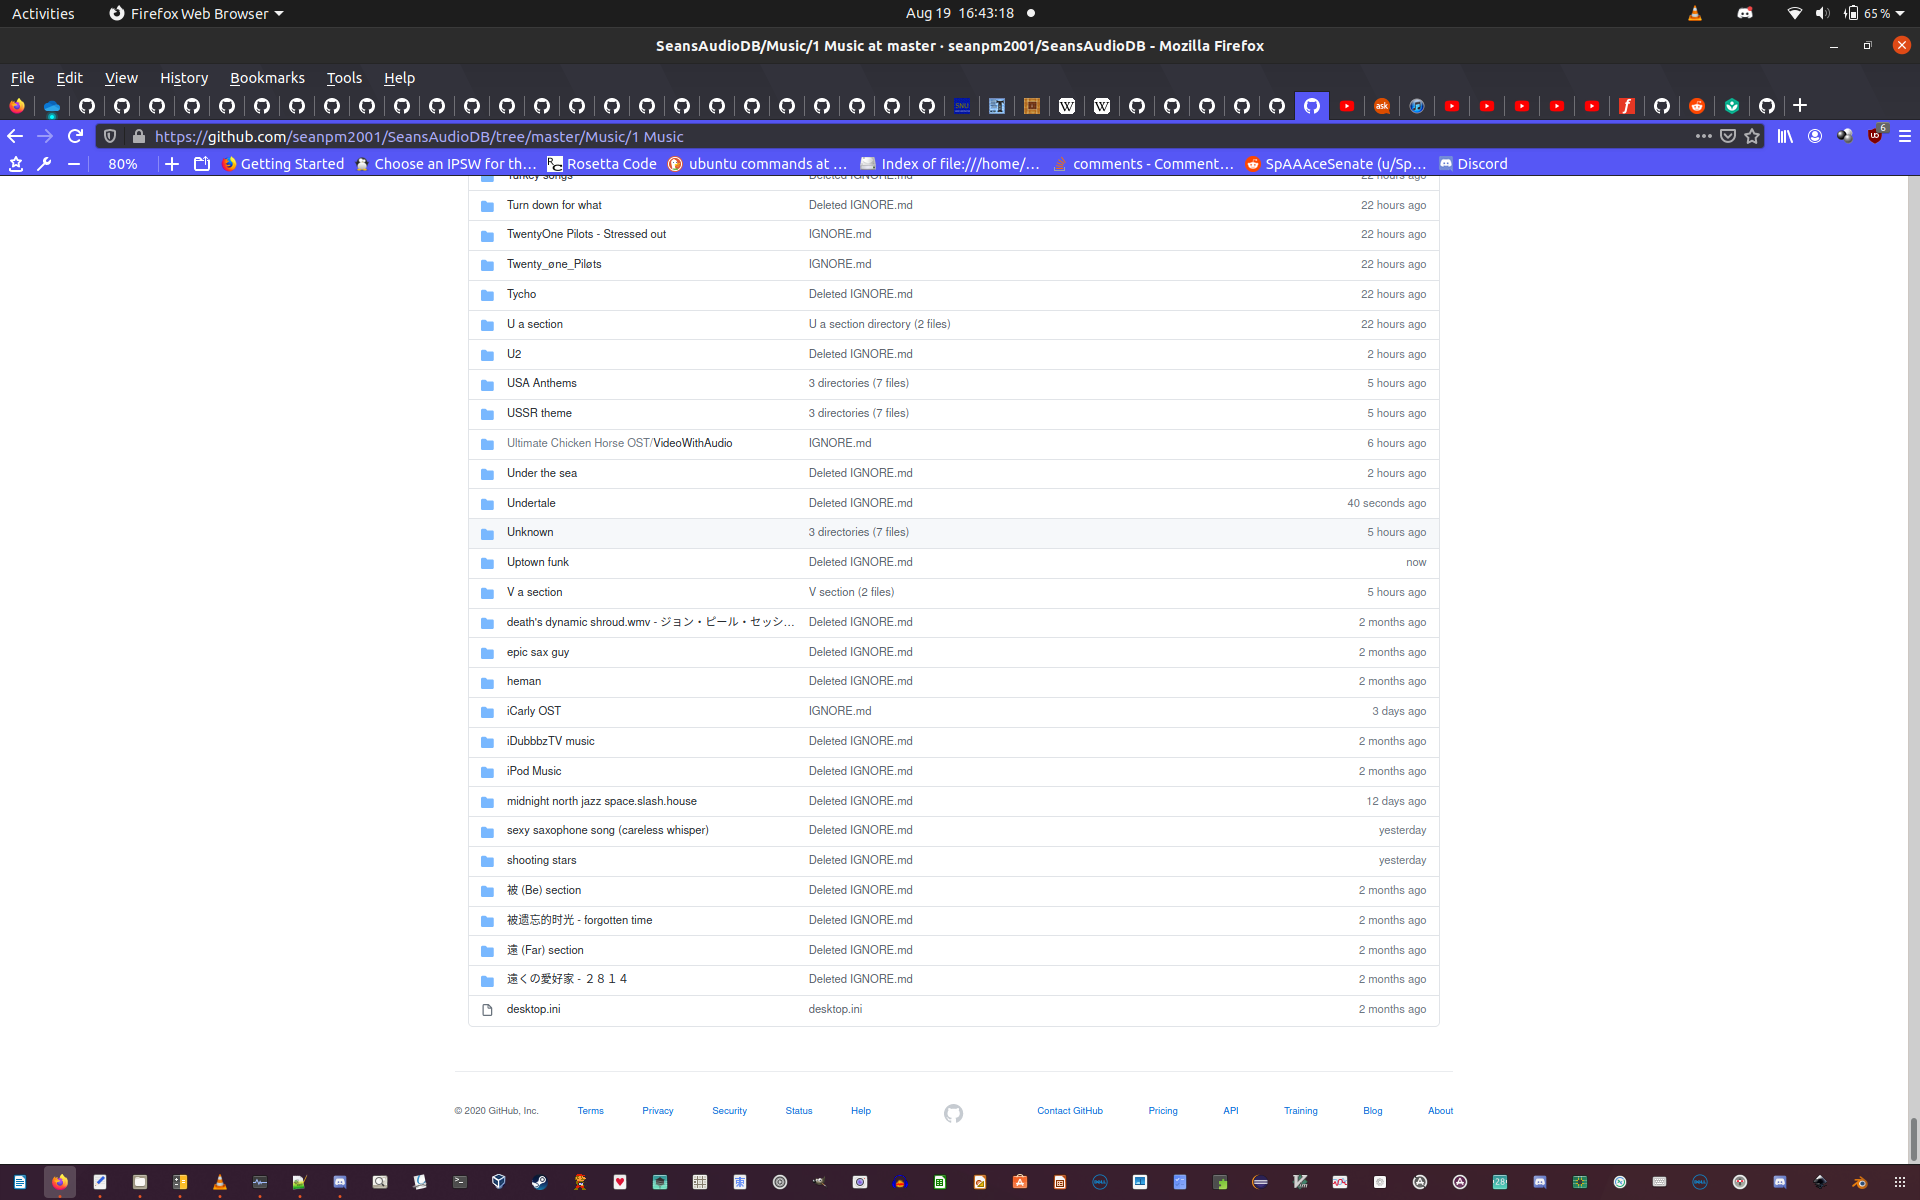 Activities Firefox Web Browser Aug 19 16:43:18 65 %
SeansAudioDB/Music/1 Music at master · seanpm2001/SeansAudioDB - Mozilla Firefox
File Edit View History Bookmarks Tools Help
https://github.com/seanpm2001/SeansAudioDB/tree/master/Music/1 Music 6
80% Getting Started Choose an IPSW for th… Rosetta Code ubuntu commands at … Index of file:///home/… comments - Comment… SpAAAceSenate (u/Sp… Discord
Turkey songs Deleted IGNORE.md 22 hours ago
Turn down for what Deleted IGNORE.md 22 hours ago
TwentyOne Pilots - Stressed out IGNORE.md 22 hours ago
Twenty_øne_Piløts IGNORE.md 22 hours ago
Tycho Deleted IGNORE.md 22 hours ago
U a section U a section directory (2 files) 22 hours ago
U2 Deleted IGNORE.md 2 hours ago
USA Anthems 3 directories (7 files) 5 hours ago
USSR theme 3 directories (7 files) 5 hours ago
Ultimate Chicken Horse OST/VideoWithAudio IGNORE.md 6 hours ago
Under the sea Deleted IGNORE.md 2 hours ago
Undertale Deleted IGNORE.md 40 seconds ago
Unknown 3 directories (7 files) 5 hours ago
Uptown funk Deleted IGNORE.md now
V a section V section (2 files) 5 hours ago
death's dynamic shroud.wmv - ジョン・ピール・セッシ… Deleted IGNORE.md 2 months ago
epic sax guy Deleted IGNORE.md 2 months ago
heman Deleted IGNORE.md 2 months ago
iCarly OST IGNORE.md 3 days ago
iDubbbzTV music Deleted IGNORE.md 2 months ago
iPod Music Deleted IGNORE.md 2 months ago
midnight north jazz space.slash.house Deleted IGNORE.md 12 days ago
sexy saxophone song (careless whisper) Deleted IGNORE.md yesterday
shooting stars Deleted IGNORE.md yesterday
被 (Be) section Deleted IGNORE.md 2 months ago
被遗忘的时光 - forgotten time Deleted IGNORE.md 2 months ago
遠 (Far) section Deleted IGNORE.md 2 months ago
遠くの愛好家 - ２８１４ Deleted IGNORE.md 2 months ago
desktop.ini desktop.ini 2 months ago
© 2020 GitHub, Inc. Terms Privacy Security Status Help Contact GitHub Pricing API Training Blog About